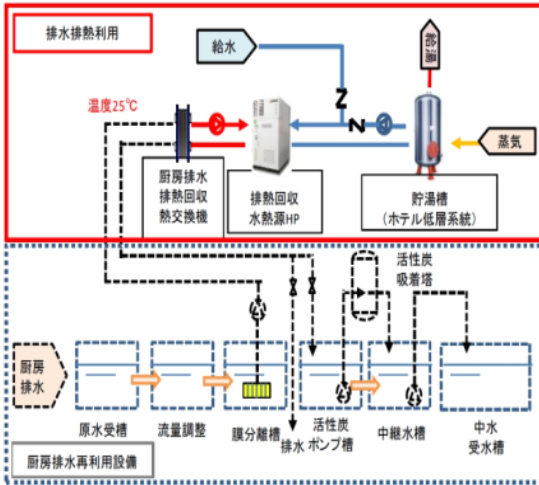 排水排熱利用
給水
給湯
温度25℃
蒸気
厨房排水
排熱回収
熱交換機
排熱回収
水熱源HP
貯湯槽
(ホテル低層系統)
活性炭
吸着塔
厨房
排水
原水受槽
流量調整
膜分離槽
排水
活性炭
ポンプ槽
中継水槽
中水
受水槽
厨房排水再利用設備